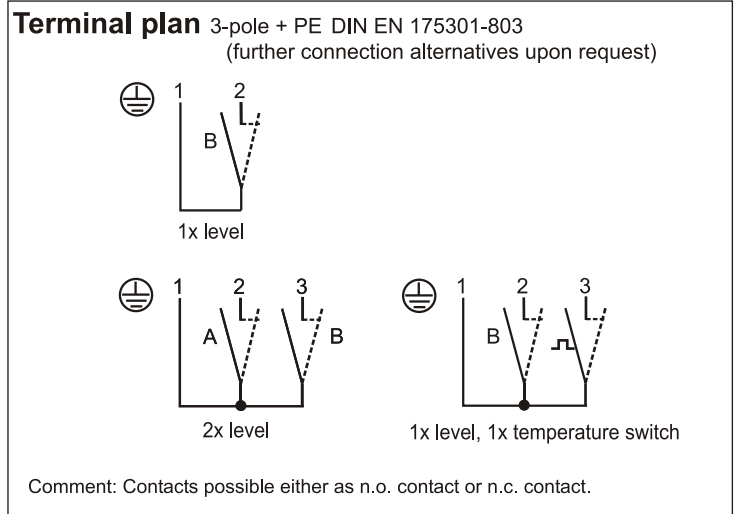 Terminal plan 3-pole + PE DIN EN 175301-803
(further connection alternatives upon request)
1 2
B
1x level
1 2 3
A B
2x level
1 2 3
B
1x level, 1x temperature switch
Comment: Contacts possible either as n.o. contact or n.c. contact.